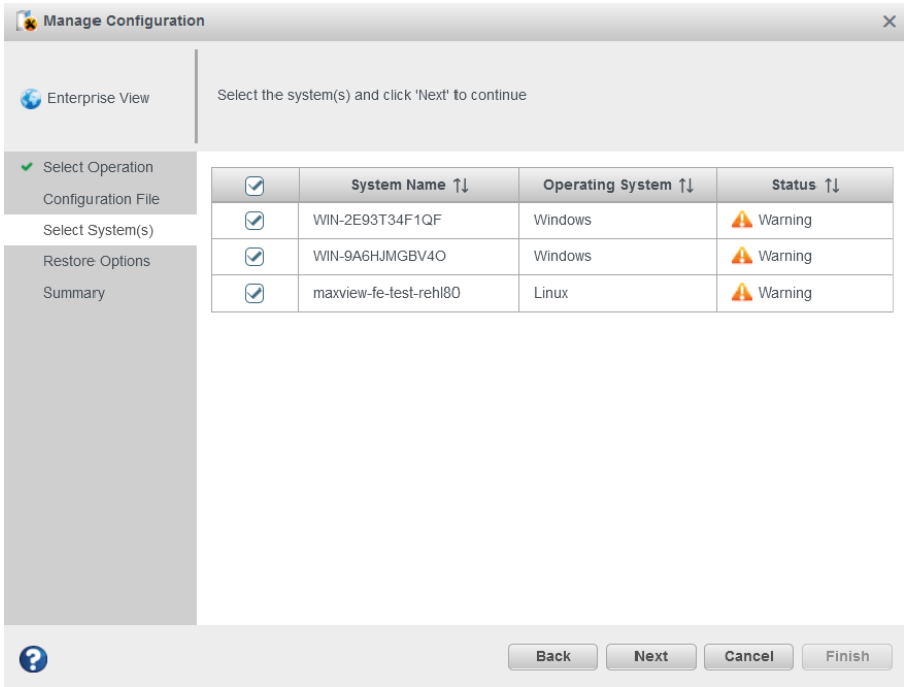 Manage Configuration
Enterprise View
Select the system(s) and click 'Next' to continue
Select Operation
Configuration File
Select System(s)
Restore Options
Summary
System Name Operating System Status
WIN-2E93T34F1QF Windows Warning
WIN-9A6HJMGBV4O Windows Warning
maxview-fe-test-rehl80 Linux Warning
? Back Next Cancel Finish